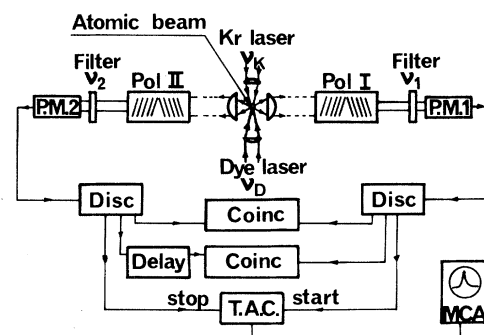 Atomic beam
Kr laser
νK
Filter
ν2
Pol II
Pol I
Filter
ν1
P.M.2
P.M.1
Dye laser
νD
Disc
Coinc
Disc
Delay
Coinc
stop
T.A.C.
start
MCA